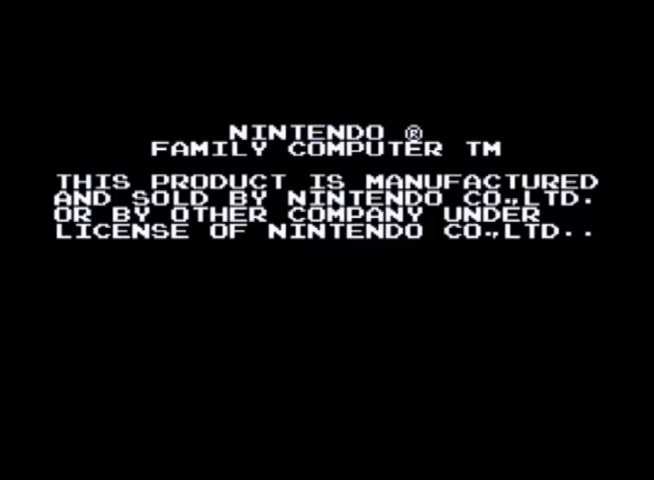 NINTENDO ®
FAMILY COMPUTER TM
THIS PRODUCT IS MANUFACTURED
AND SOLD BY NINTENDO CO.,LTD.
OR BY OTHER COMPANY UNDER
LICENSE OF NINTENDO CO.,LTD..